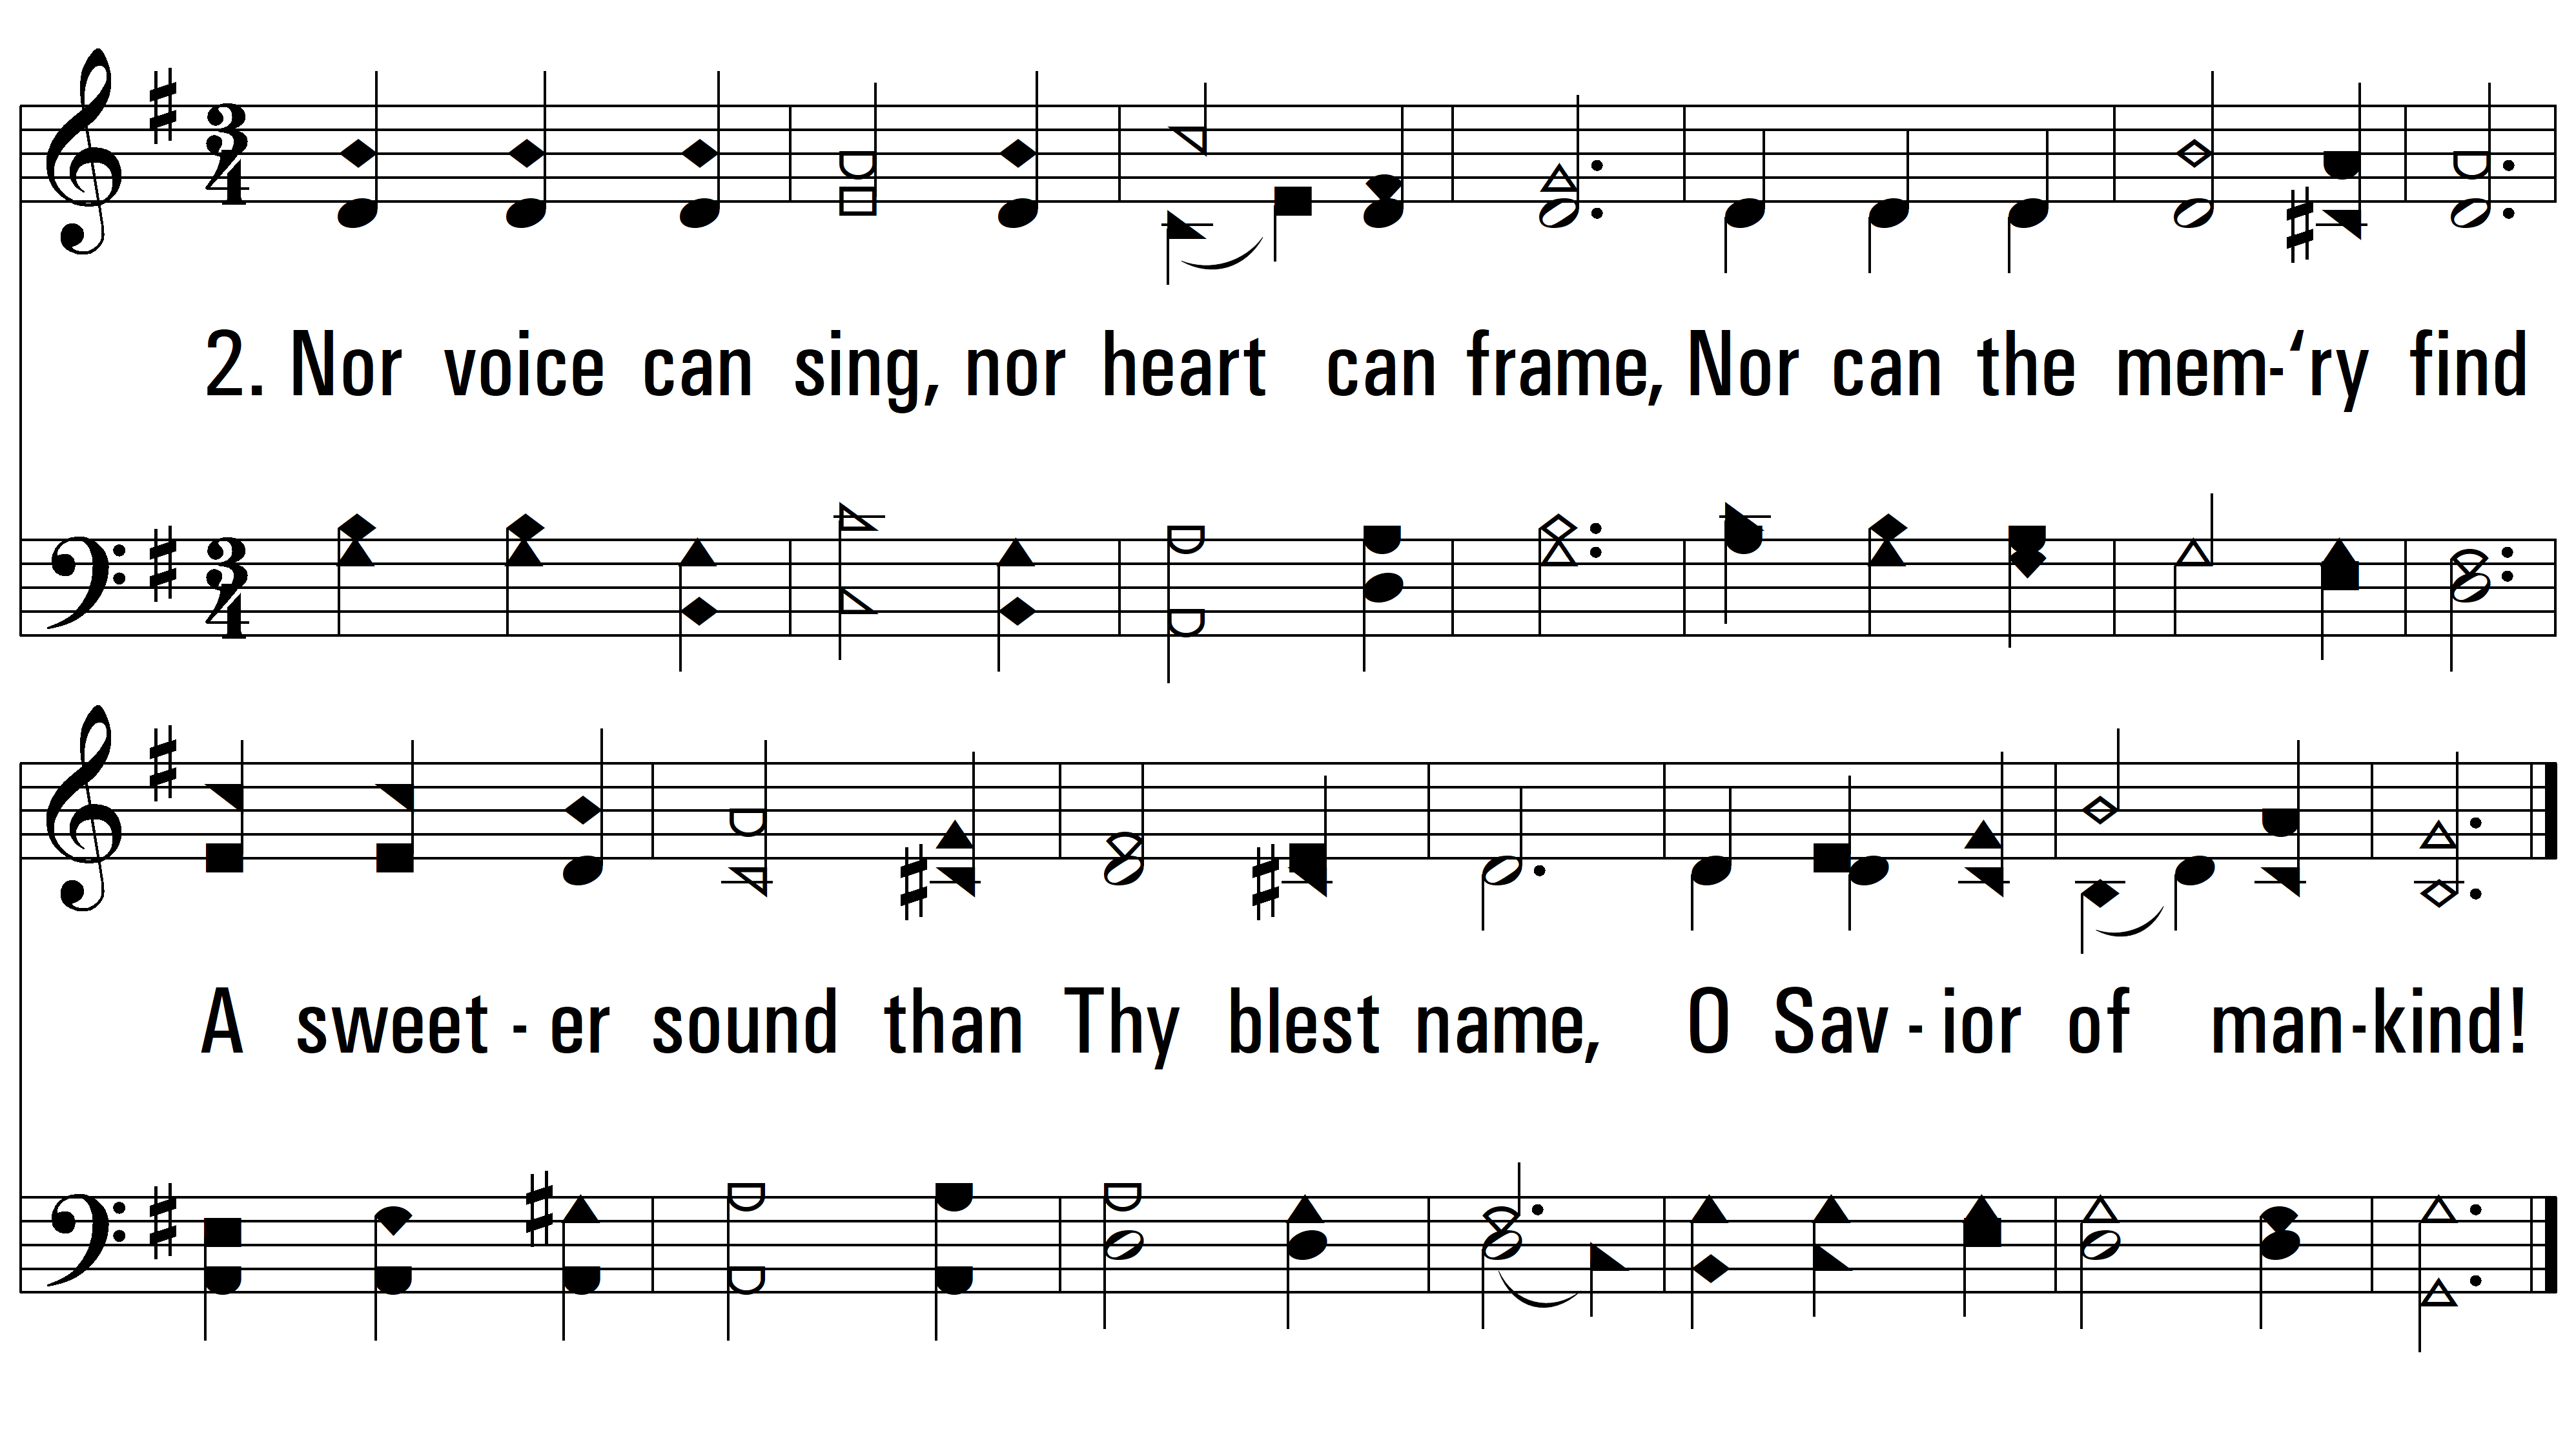 2. Nor voice can sing, nor heart can frame, Nor can the mem-‘ry find
A sweet - er sound than Thy blest name, O Sav - ior of man-kind!